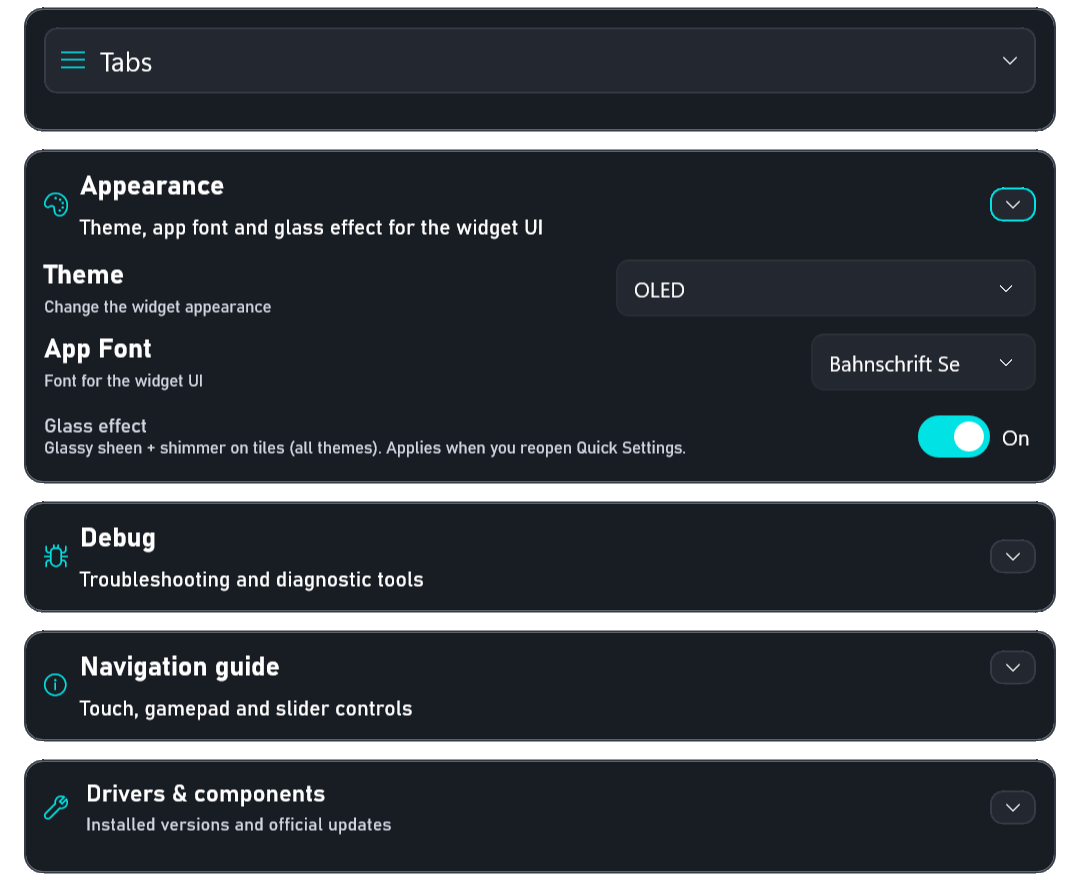 Tabs
Appearance
Theme, app font and glass effect for the widget UI
Theme
Change the widget appearance
OLED
App Font
Font for the widget UI
Bahnschrift Se
Glass effect
Glassy sheen + shimmer on tiles (all themes). Applies when you reopen Quick Settings.
On
Debug
Troubleshooting and diagnostic tools
Navigation guide
Touch, gamepad and slider controls
Drivers & components
Installed versions and official updates